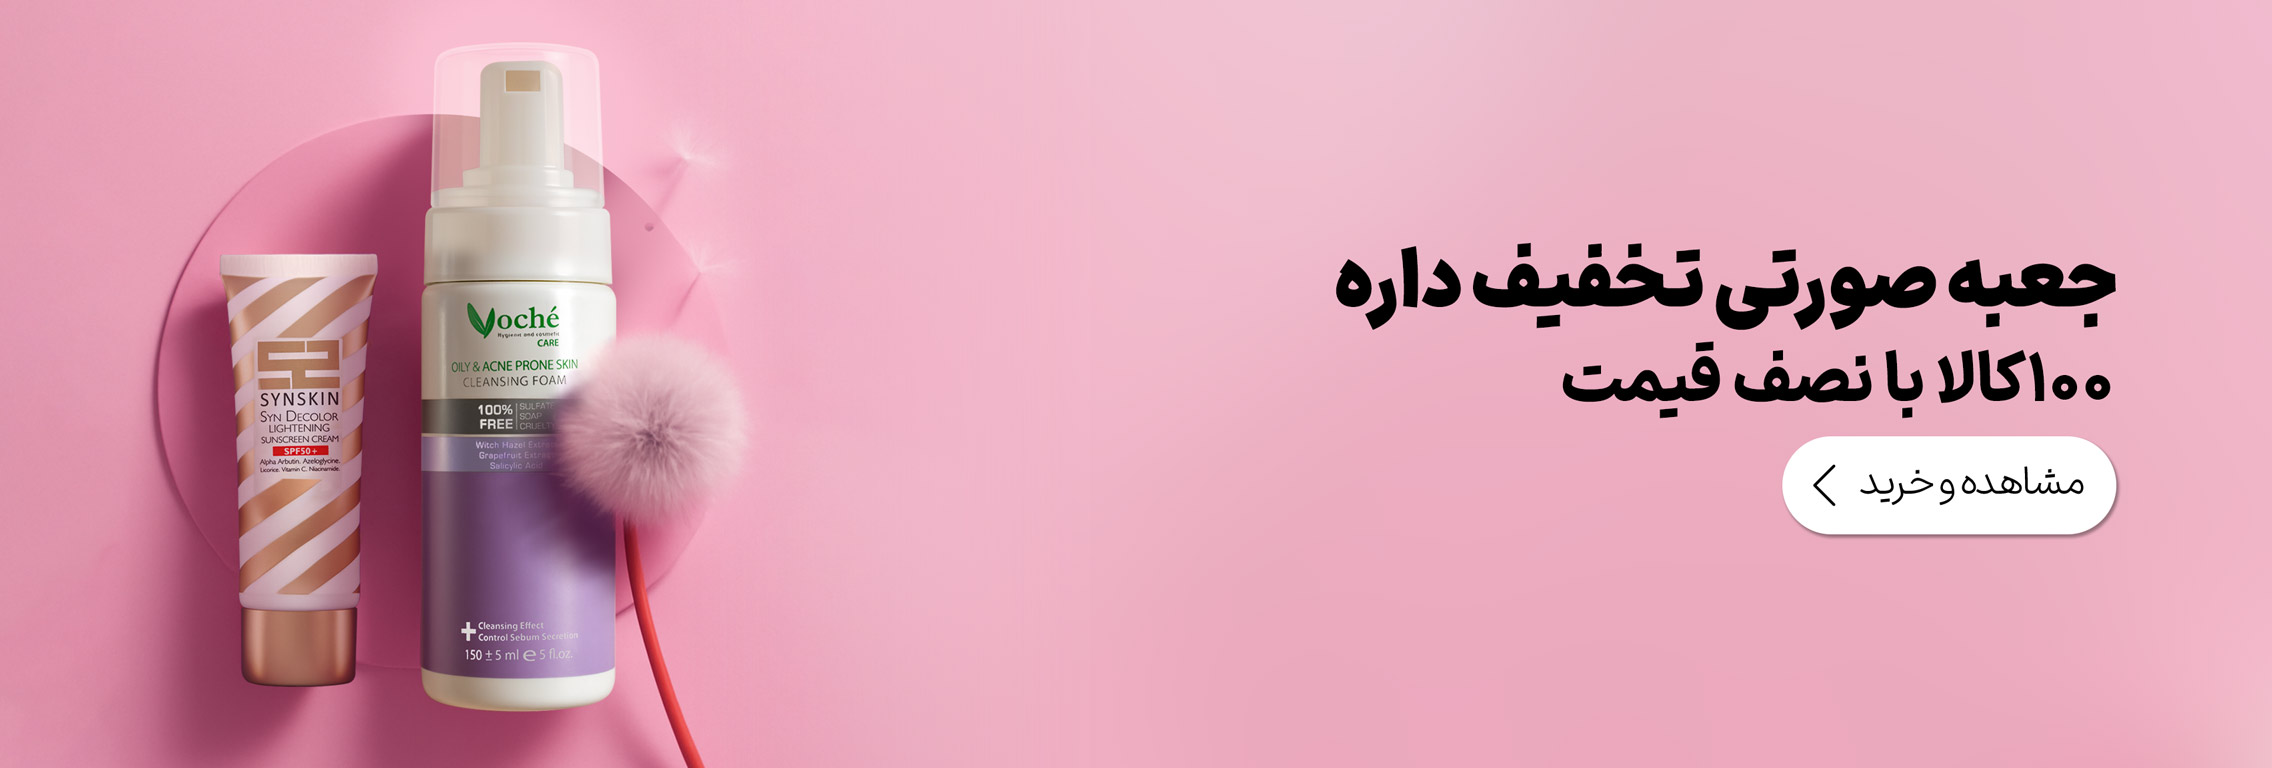 جعبه صورتی تخفیف داره
۱۰۰کالا با نصف قیمت
مشاهده و خرید
SYNSKIN
SYN DECOLOR
LIGHTENING
SUNSCREEN CREAM
SPF50+
Alpha Arbutin. Azeloglycine.
Licorice. Vitamin C. Niacinamide.
Voché
Hygienic and cosmetic
CARE
OILY & ACNE PRONE SKIN
CLEANSING FOAM
100% FREE
SULFATE
SOAP
CRUELTY
Witch Hazel Extract
Grapefruit Extract
Salicylic Acid
+ Cleansing Effect
Control Sebum Secretion
150 ± 5 ml e 5 fl.oz.